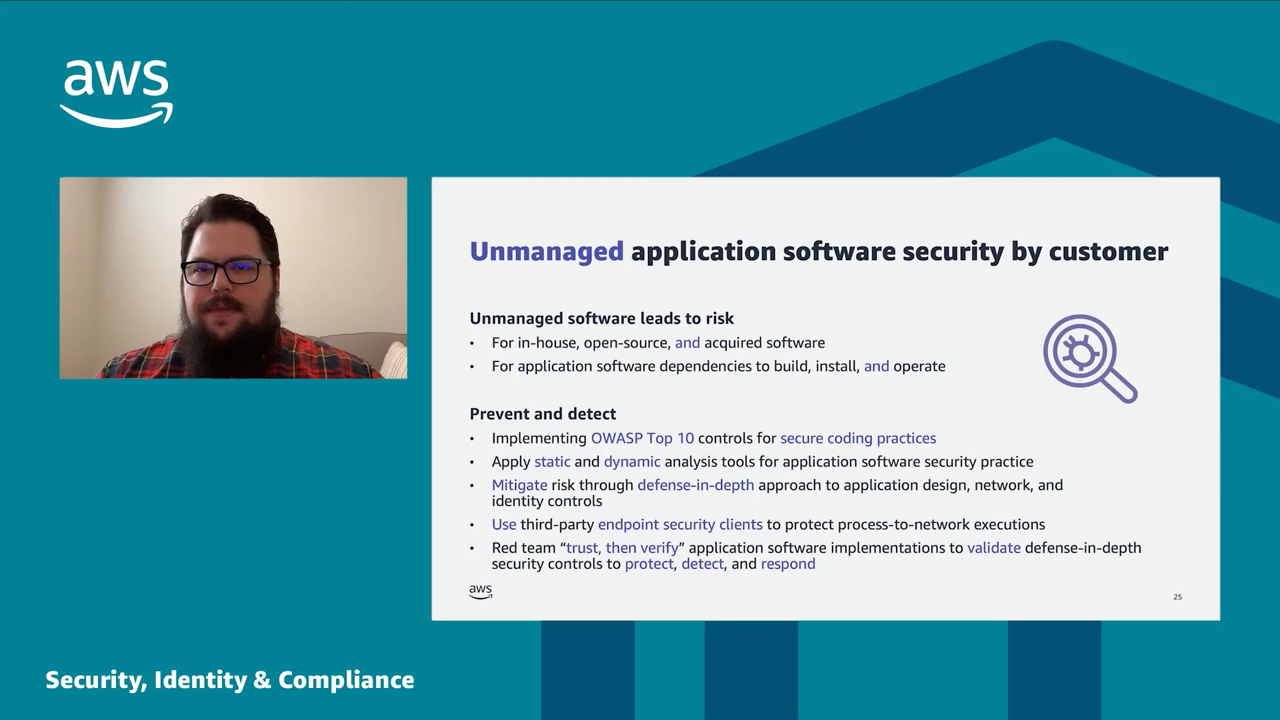 aws
Unmanaged application software security by customer
Unmanaged software leads to risk
• For in-house, open-source, and acquired software
• For application software dependencies to build, install, and operate
Prevent and detect
• Implementing OWASP Top 10 controls for secure coding practices
• Apply static and dynamic analysis tools for application software security practice
• Mitigate risk through defense-in-depth approach to application design, network, and
identity controls
• Use third-party endpoint security clients to protect process-to-network executions
• Red team “trust, then verify” application software implementations to validate defense-in-depth
security controls to protect, detect, and respond
aws
25
Security, Identity & Compliance